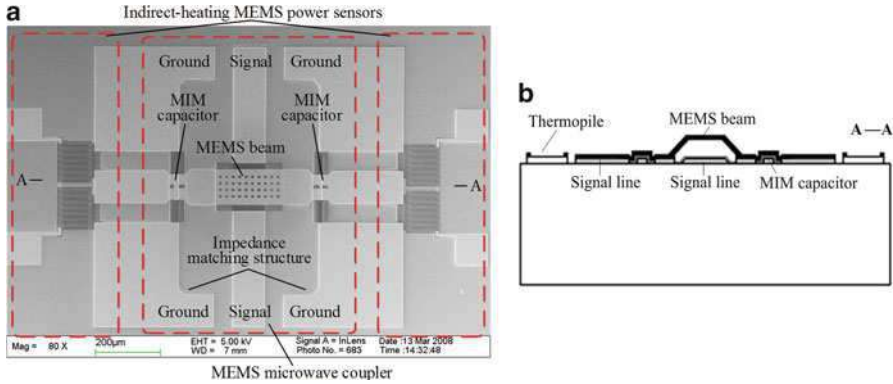 a
Indirect-heating MEMS power sensors
Ground
Signal
Ground
MIM
capacitor
MIM
capacitor
MEMS beam
A—
—A
Impedance
matching structure
Ground
Signal
Ground
Mag = 80 X
200μm
EHT = 5.00 kV
WD = 7 mm
Signal A = InLens
Photo No. = 683
Date :13 Mar 2008
Time :14:32:48
MEMS microwave coupler
b
MEMS beam
A—A
Thermopile
Signal line
Signal line
MIM capacitor